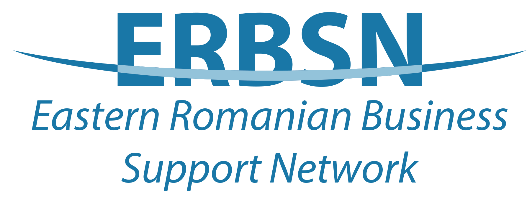 ERBSN
Eastern Romanian Business
Support Network